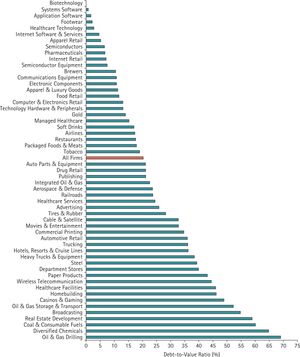 Biotechnology
Systems Software
Application Software
Footwear
Healthcare Technology
Internet Software & Services
Apparel Retail
Semiconductors
Pharmaceuticals
Internet Retail
Semiconductor Equipment
Brewers
Communications Equipment
Electronic Components
Apparel & Luxury Goods
Food Retail
Computer & Electronics Retail
Technology Hardware & Peripherals
Gold
Managed Healthcare
Soft Drinks
Airlines
Restaurants
Packaged Foods & Meats
Tobacco
All Firms
Auto Parts & Equipment
Drug Retail
Publishing
Integrated Oil & Gas
Aerospace & Defense
Railroads
Healthcare Services
Advertising
Tires & Rubber
Cable & Satellite
Movies & Entertainment
Commercial Printing
Automotive Retail
Trucking
Hotels, Resorts & Cruise Lines
Heavy Trucks & Equipment
Steel
Department Stores
Paper Products
Wireless Telecommunication
Healthcare Facilities
Homebuilding
Casinos & Gaming
Oil & Gas Storage & Transport
Broadcasting
Real Estate Development
Coal & Consumable Fuels
Diversified Chemicals
Oil & Gas Drilling
0 5 10 15 20 25 30 35 40 45 50 55 60 65 70 75
Debt-to-Value Ratio (%)